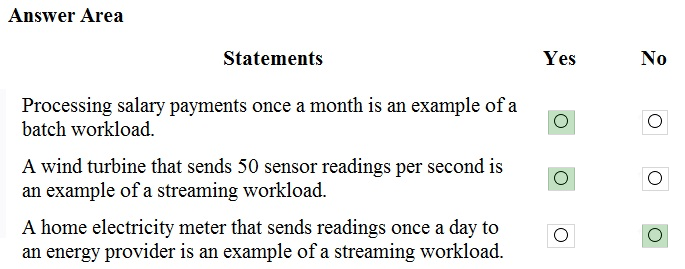 Answer Area
Statements Yes No
Processing salary payments once a month is an example of a
batch workload.
A wind turbine that sends 50 sensor readings per second is
an example of a streaming workload.
A home electricity meter that sends readings once a day to
an energy provider is an example of a streaming workload.